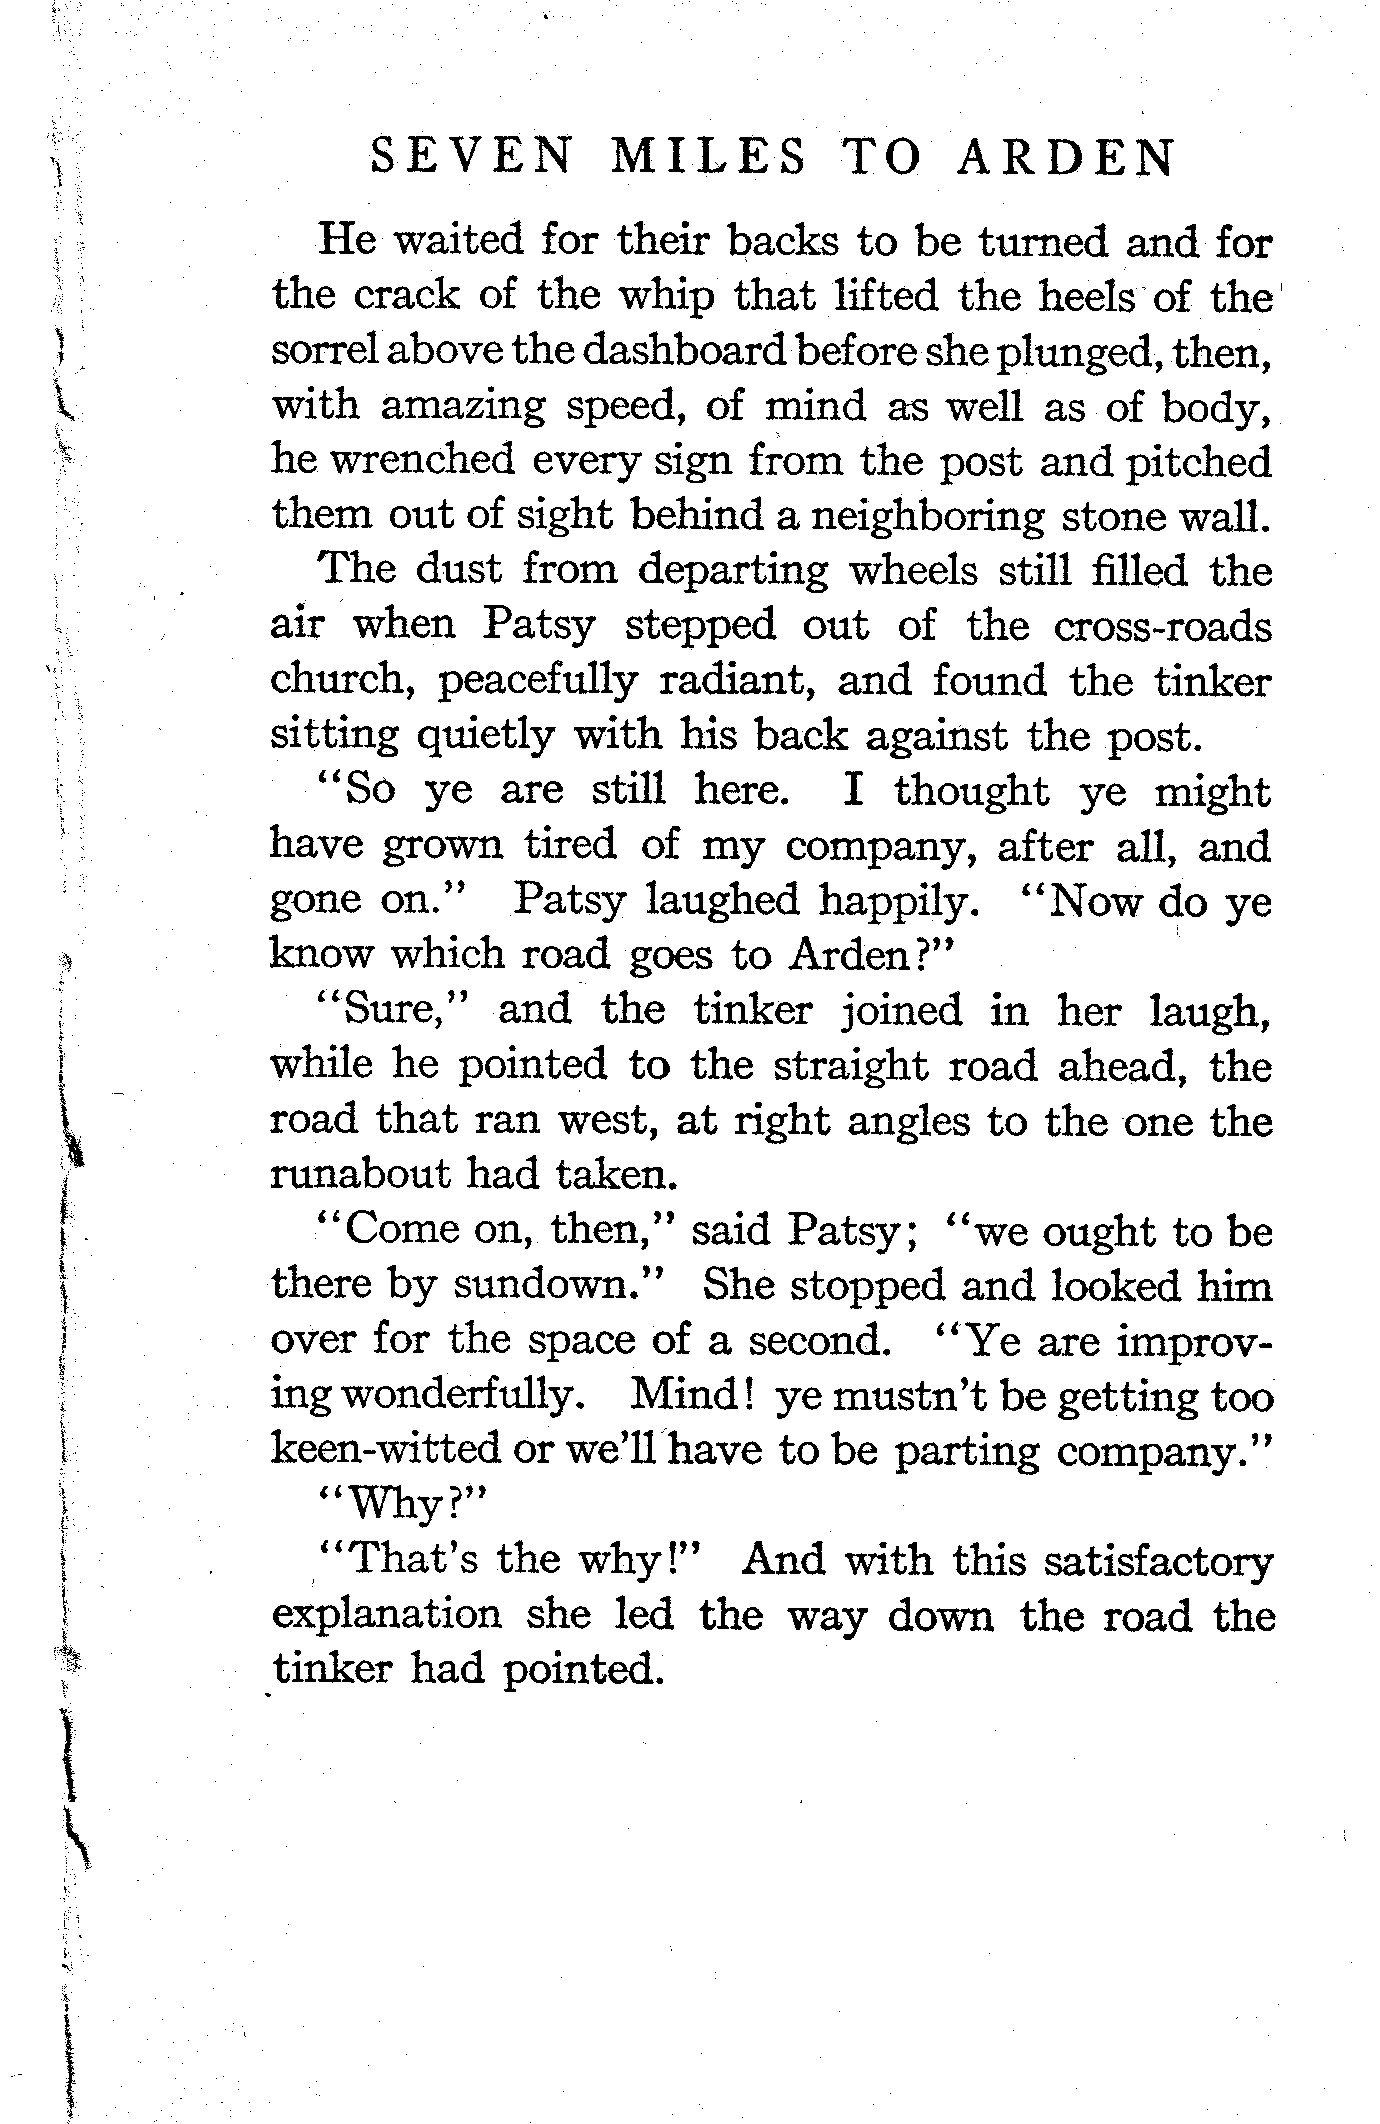 SEVEN MILES TO ARDEN
He waited for their backs to be turned and for
the crack of the whip that lifted the heels of the
sorrel above the dashboard before she plunged, then,
with amazing speed, of mind as well as of body,
he wrenched every sign from the post and pitched
them out of sight behind a neighboring stone wall.
The dust from departing wheels still filled the
air when Patsy stepped out of the cross-roads
church, peacefully radiant, and found the tinker
sitting quietly with his back against the post.
“So ye are still here. I thought ye might
have grown tired of my company, after all, and
gone on.” Patsy laughed happily. “Now do ye
know which road goes to Arden?”
“Sure,” and the tinker joined in her laugh,
while he pointed to the straight road ahead, the
road that ran west, at right angles to the one the
runabout had taken.
“Come on, then,” said Patsy; “we ought to be
there by sundown.” She stopped and looked him
over for the space of a second. “Ye are improv-
ing wonderfully. Mind! ye mustn’t be getting too
keen-witted or we’ll have to be parting company.”
“Why?”
“That’s the why!” And with this satisfactory
explanation she led the way down the road the
tinker had pointed.